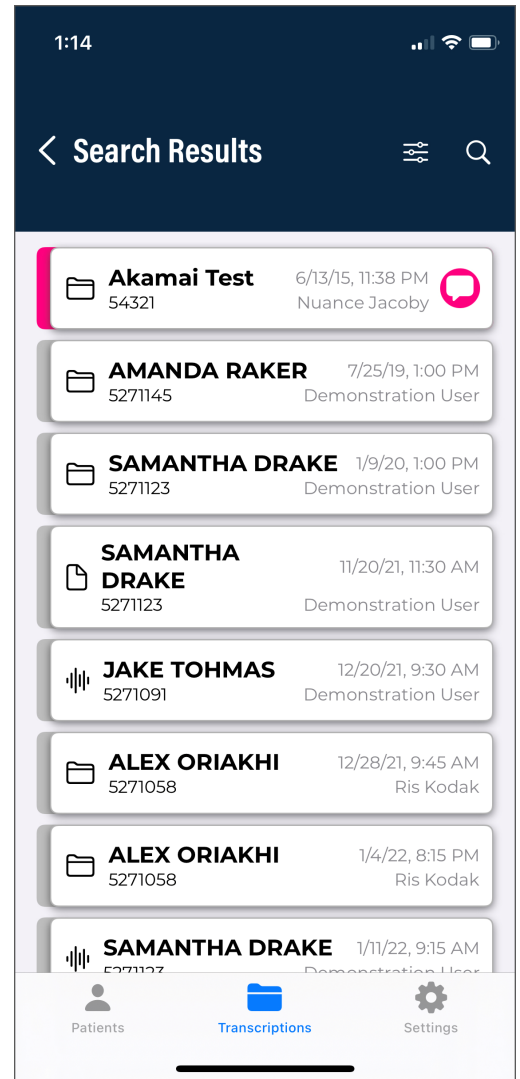 1:14
Search Results
Akamai Test 6/13/15, 11:38 PM
54321 Nuance Jacoby
AMANDA RAKER 7/25/19, 1:00 PM
5271145 Demonstration User
SAMANTHA DRAKE 1/9/20, 1:00 PM
5271123 Demonstration User
SAMANTHA
DRAKE 11/20/21, 11:30 AM
5271123 Demonstration User
JAKE TOHMAS 12/20/21, 9:30 AM
5271091 Demonstration User
ALEX ORIAKHI 12/28/21, 9:45 AM
5271058 Ris Kodak
ALEX ORIAKHI 1/4/22, 8:15 PM
5271058 Ris Kodak
SAMANTHA DRAKE 1/11/22, 9:15 AM
5271123 Demonstration User
Patients Transcriptions Settings